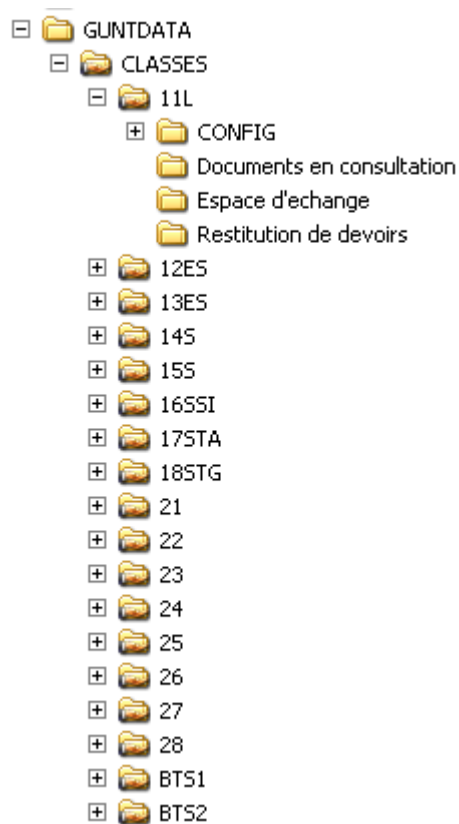 GUNTDATA
CLASSES
11L
CONFIG
Documents en consultation
Espace d'echange
Restitution de devoirs
12ES
13ES
14S
15S
16SSI
17STA
18STG
21
22
23
24
25
26
27
28
BTS1
BTS2